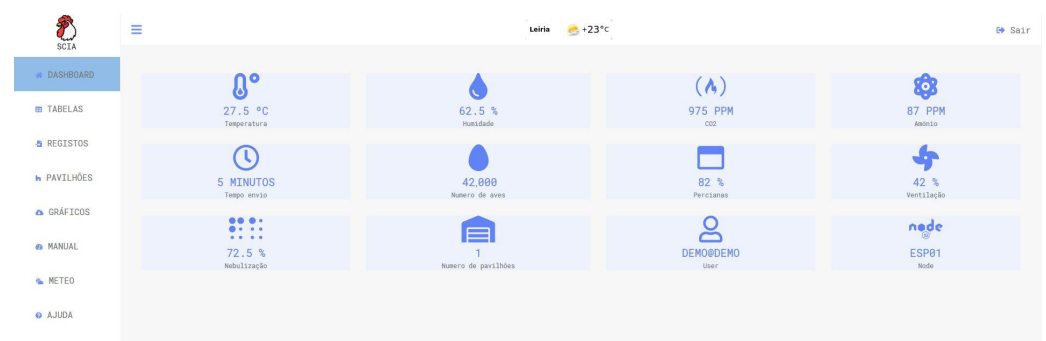 SCIA
Leiria +23°C
Sair
DASHBOARD
TABELAS
REGISTOS
PAVILHÕES
GRÁFICOS
MANUAL
METEO
AJUDA
27.5 ºC
Temperatura
62.5 %
Humidade
975 PPM
CO2
87 PPM
Amónio
5 MINUTOS
Tempo envio
42,000
Numero de aves
82 %
Percianas
42 %
Ventilação
72.5 %
Nebulização
1
Numero de pavilhões
DEMO@DEMO
User
node
ESP01
Node